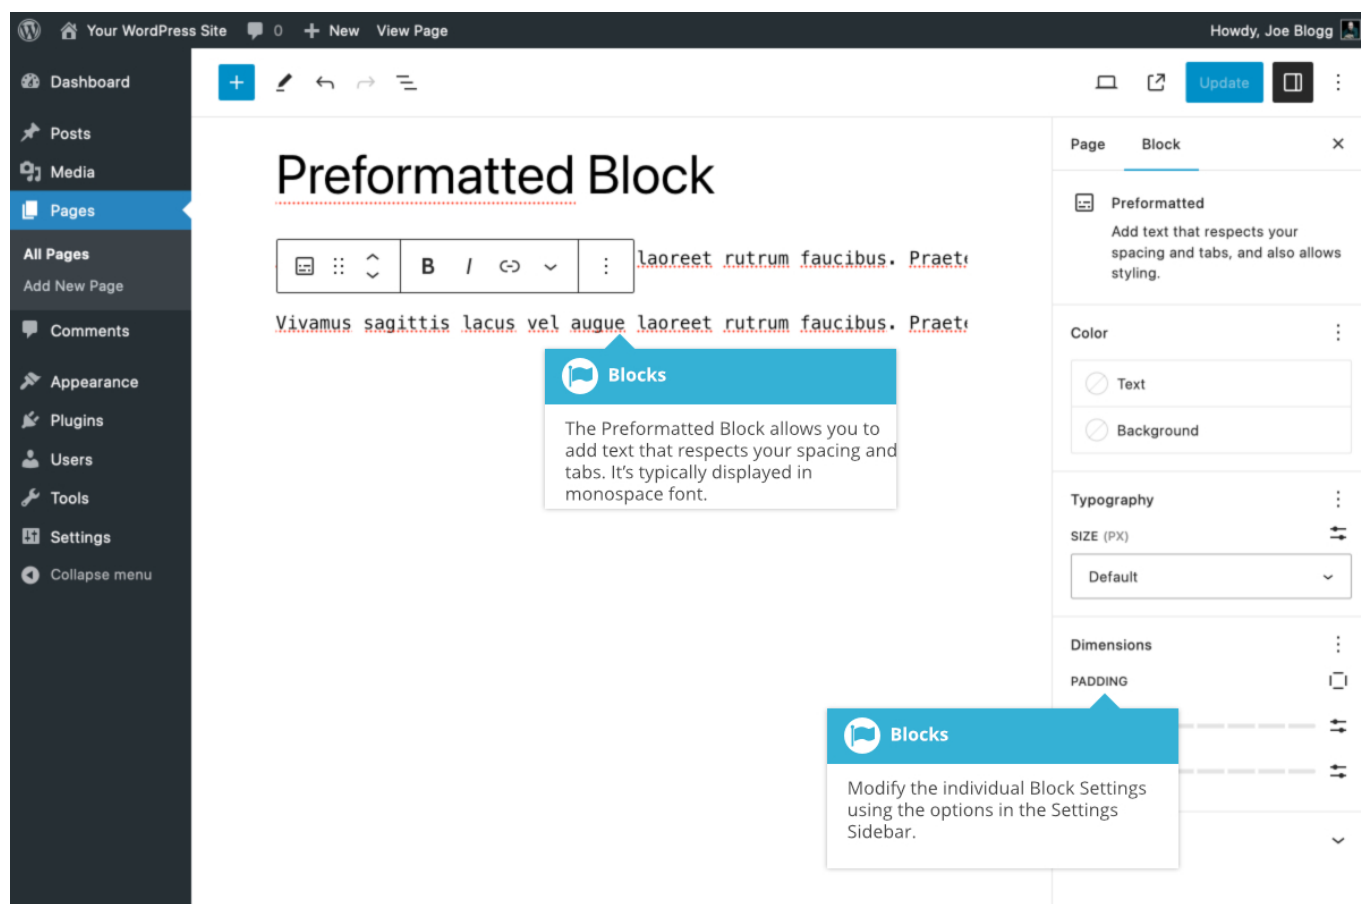 Your WordPress Site 0 New View Page Howdy, Joe Blogg
Dashboard
Posts
Media
Pages
All Pages
Add New Page
Comments
Appearance
Plugins
Users
Tools
Settings
Collapse menu
Update
Preformatted Block
B I
laoreet rutrum faucibus. Praete
Vivamus sagittis lacus vel augue laoreet rutrum faucibus. Praete
Blocks
The Preformatted Block allows you to
add text that respects your spacing and
tabs. It’s typically displayed in
monospace font.
Page Block
Preformatted
Add text that respects your
spacing and tabs, and also allows
styling.
Color
Text
Background
Typography
SIZE (PX)
Default
Dimensions
PADDING
Blocks
Modify the individual Block Settings
using the options in the Settings
Sidebar.